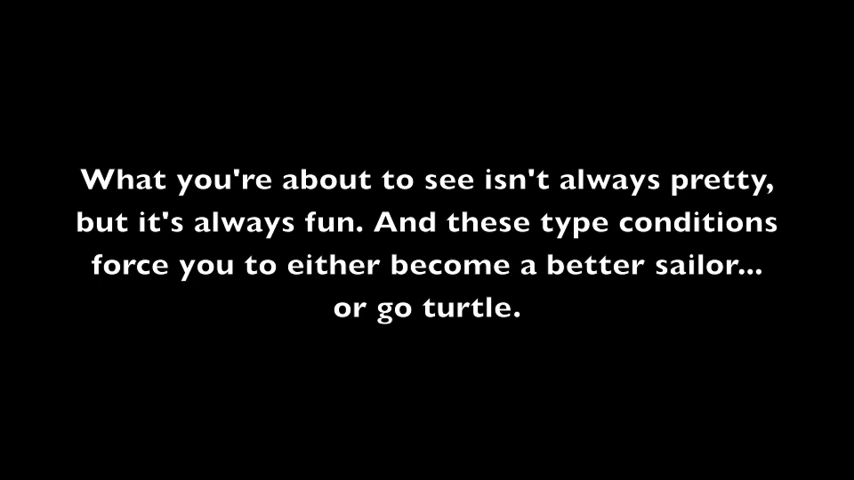 What you're about to see isn't always pretty,
but it's always fun. And these type conditions
force you to either become a better sailor...
or go turtle.